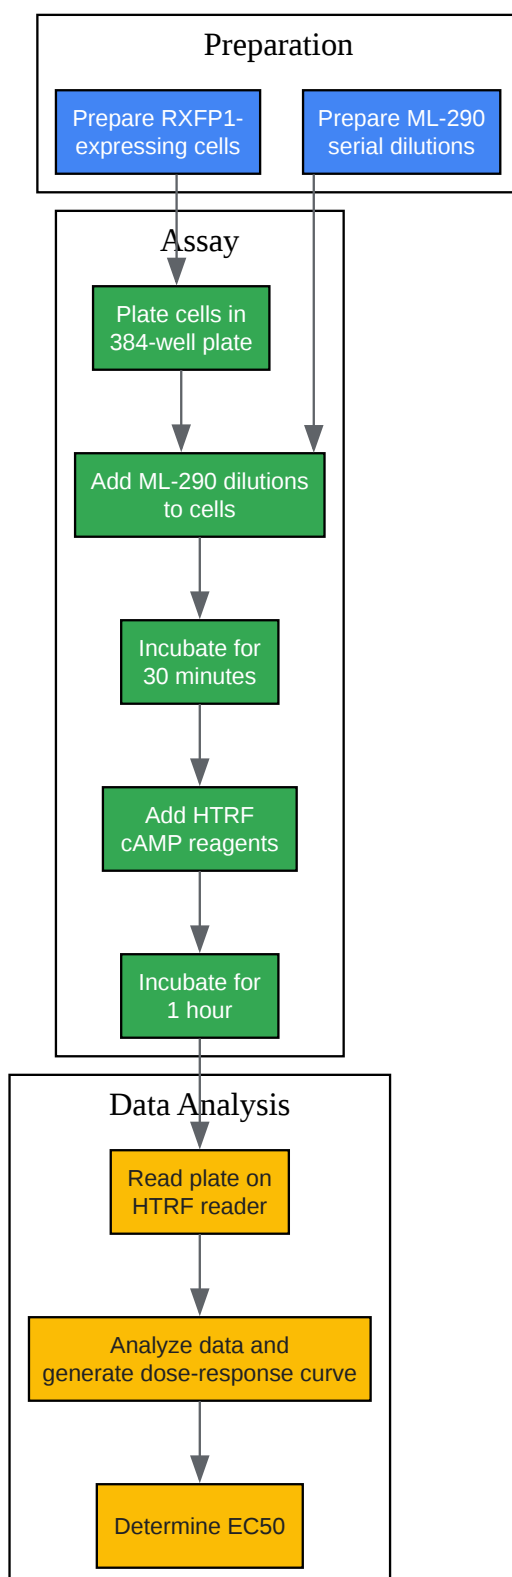 Preparation
Prepare RXFP1-
expressing cells
Prepare ML-290
serial dilutions
Assay
Plate cells in
384-well plate
Add ML-290 dilutions
to cells
Incubate for
30 minutes
Add HTRF
cAMP reagents
Incubate for
1 hour
Data Analysis
Read plate on
HTRF reader
Analyze data and
generate dose-response curve
Determine EC50